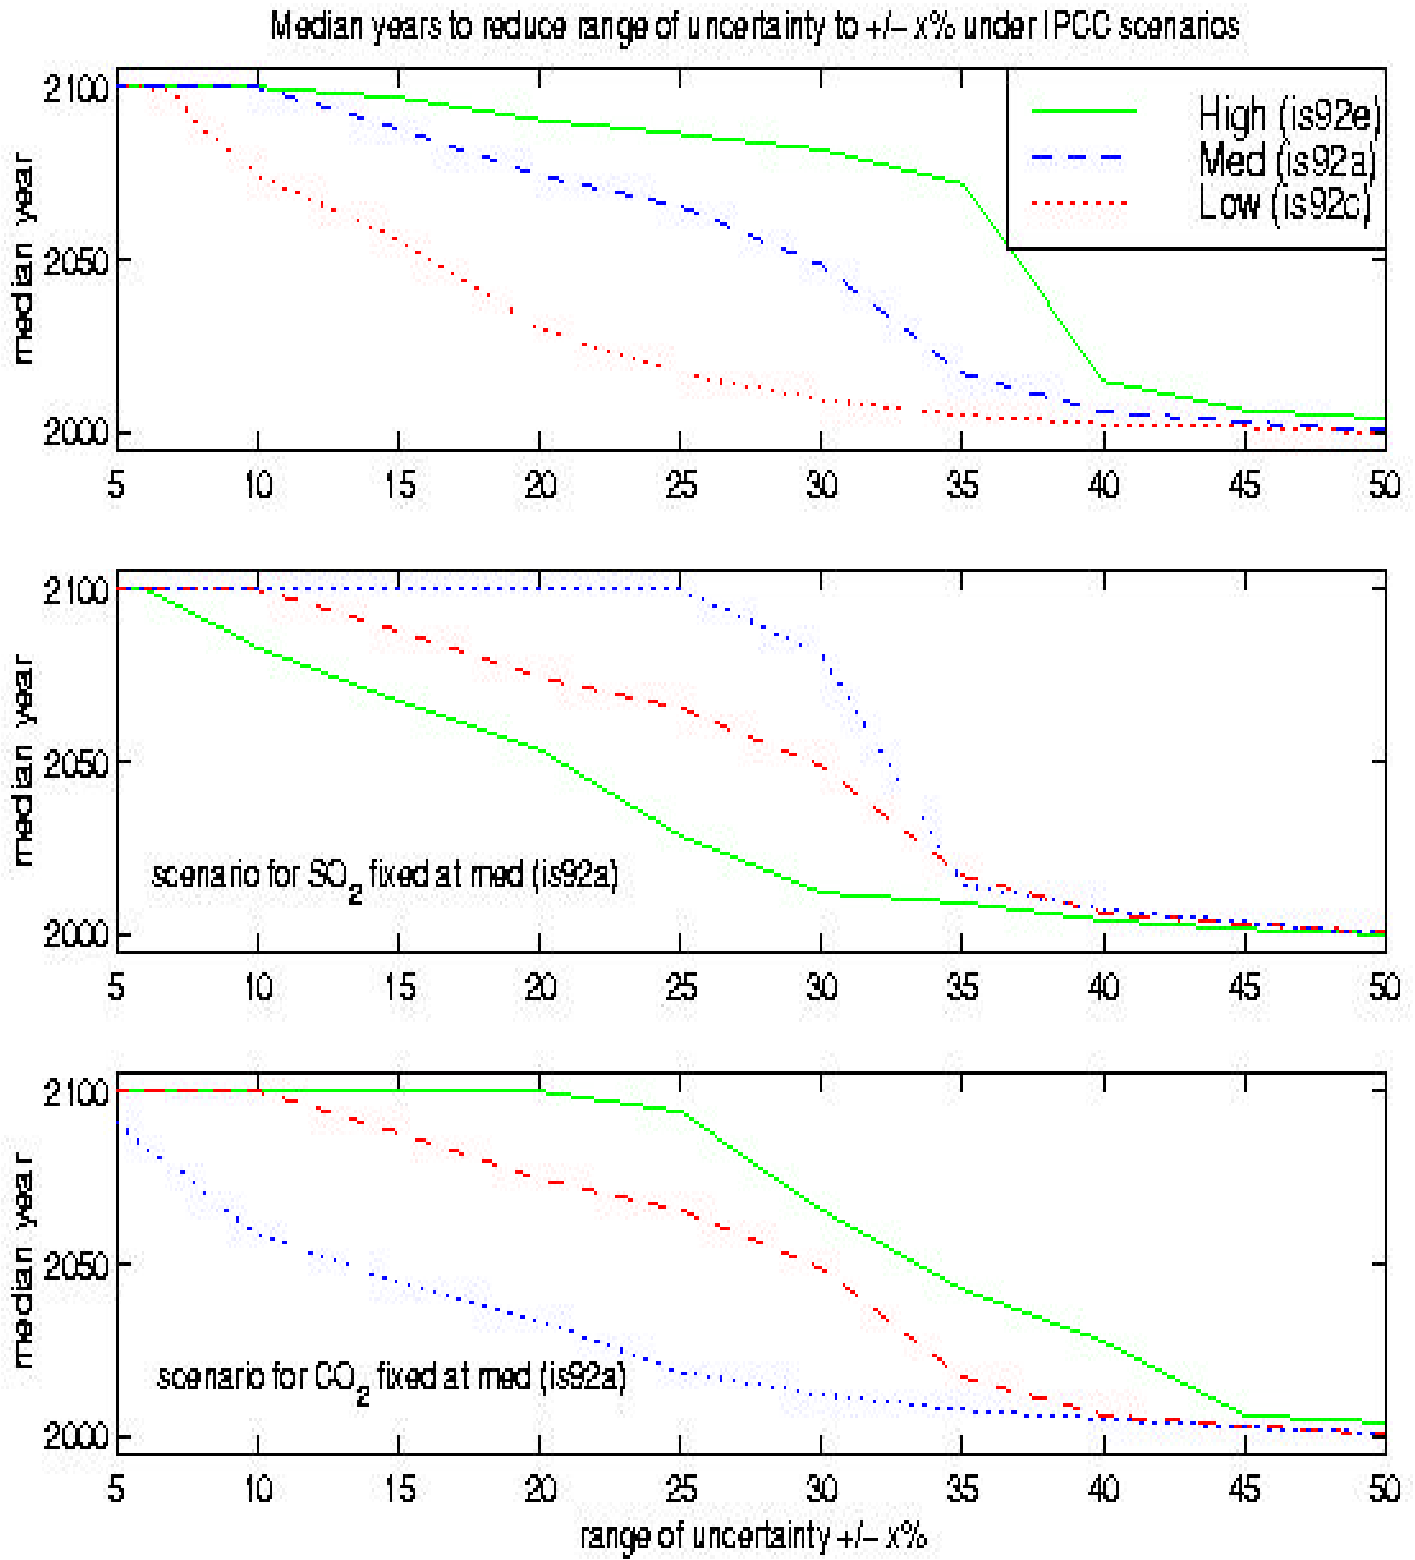 Median years to reduce range of uncertainty to +/– x% under IPCC scenarios
2100
2050
2000
median year
High (is92e)
Med (is92a)
Low (is92c)
5 10 15 20 25 30 35 40 45 50
2100
2050
2000
median year
scenario for SO2 fixed at med (is92a)
5 10 15 20 25 30 35 40 45 50
2100
2050
2000
median year
scenario for CO2 fixed at med (is92a)
5 10 15 20 25 30 35 40 45 50
range of uncertainty +/– x%